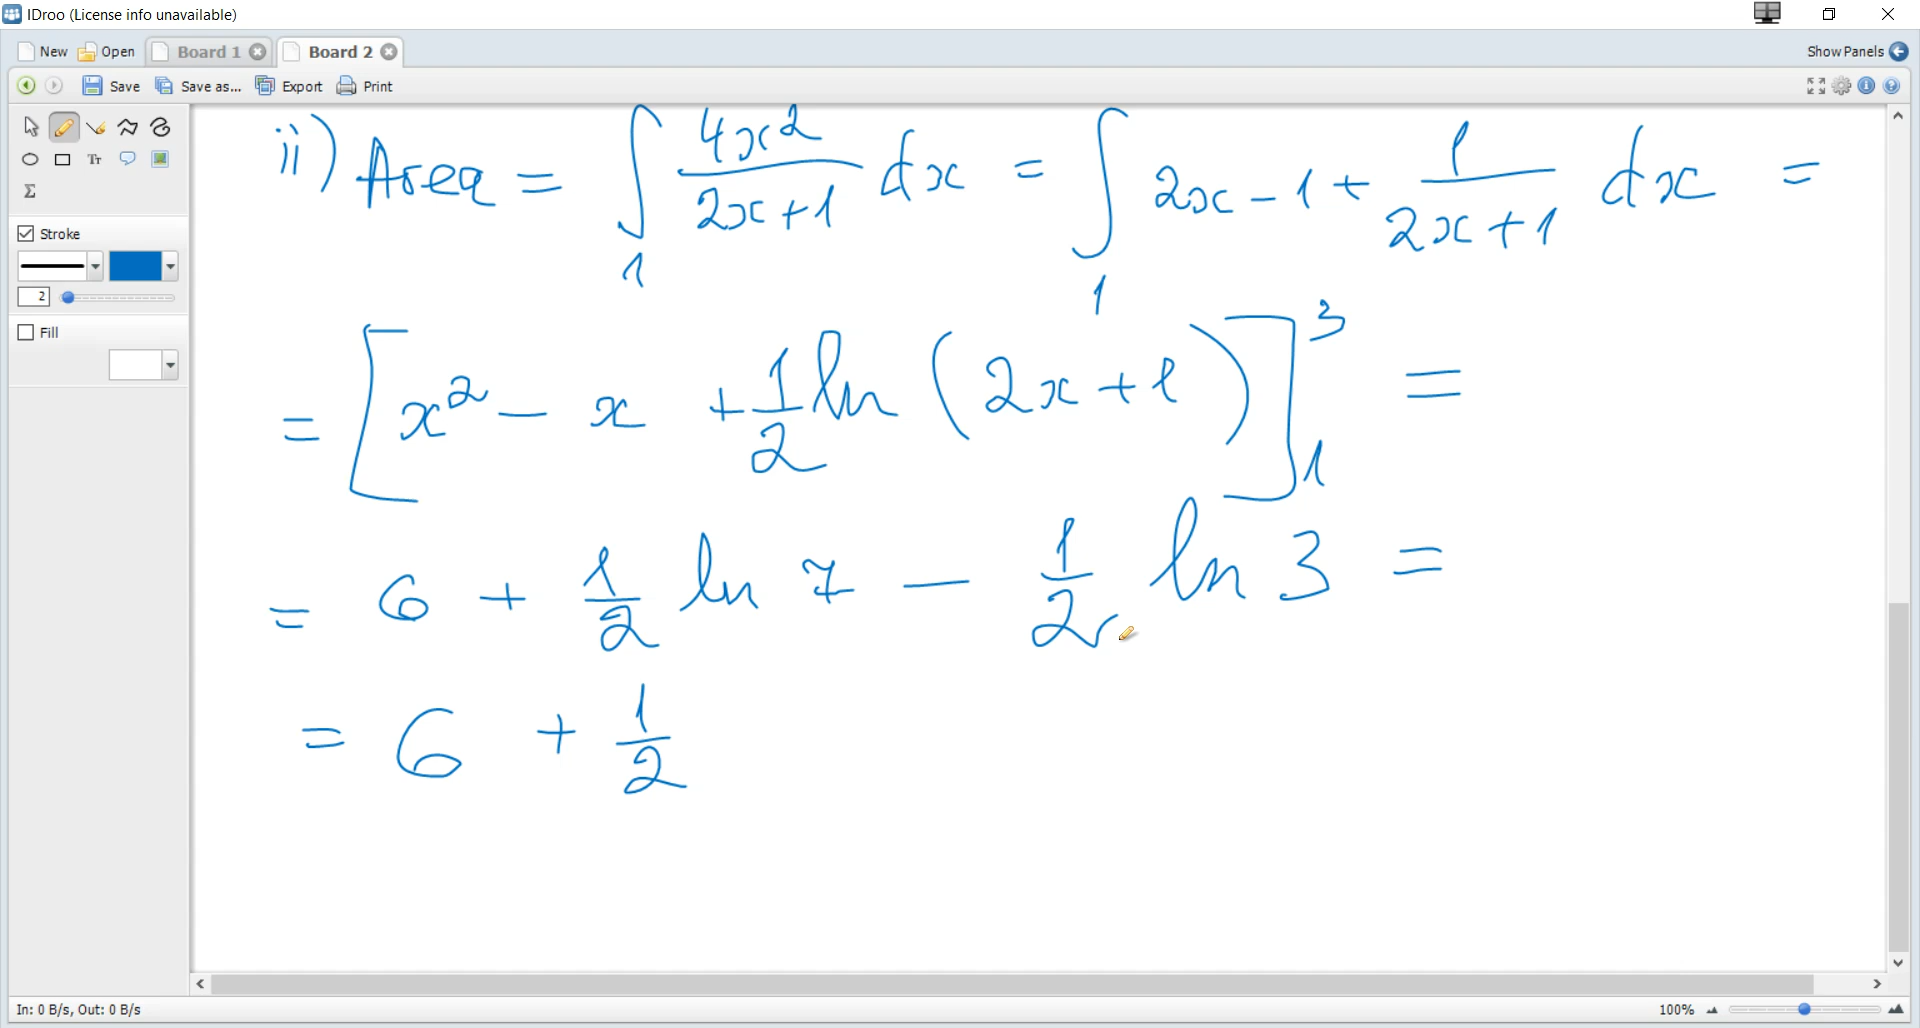 IDroo (License info unavailable)
New Open Board 1 Board 2 Show Panels
Save Save as... Export Print
Tт
Σ
Stroke
2
Fill
ii) Area = ∫₁ 4x²/(2x+1) dx = ∫₁ 2x - 1 + 1/(2x+1) dx =
= [x² - x + 1/2 ln (2x+1)]₁³ =
= 6 + 1/2 ln 7 - 1/2 ln 3 =
= 6 + 1/2
In: 0 B/s, Out: 0 B/s 100%